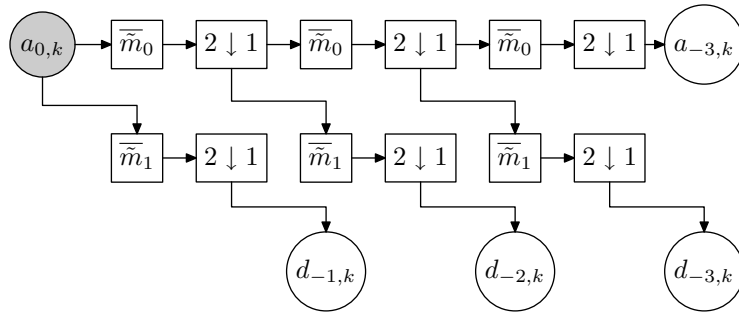 $a_{0,k}$ $\overline{\tilde{m}}_0$ 2 ↓ 1 $\overline{\tilde{m}}_0$ 2 ↓ 1 $\overline{\tilde{m}}_0$ 2 ↓ 1 $a_{-3,k}$
$\overline{\tilde{m}}_1$ 2 ↓ 1 $\overline{\tilde{m}}_1$ 2 ↓ 1 $\overline{\tilde{m}}_1$ 2 ↓ 1
$d_{-1,k}$ $d_{-2,k}$ $d_{-3,k}$